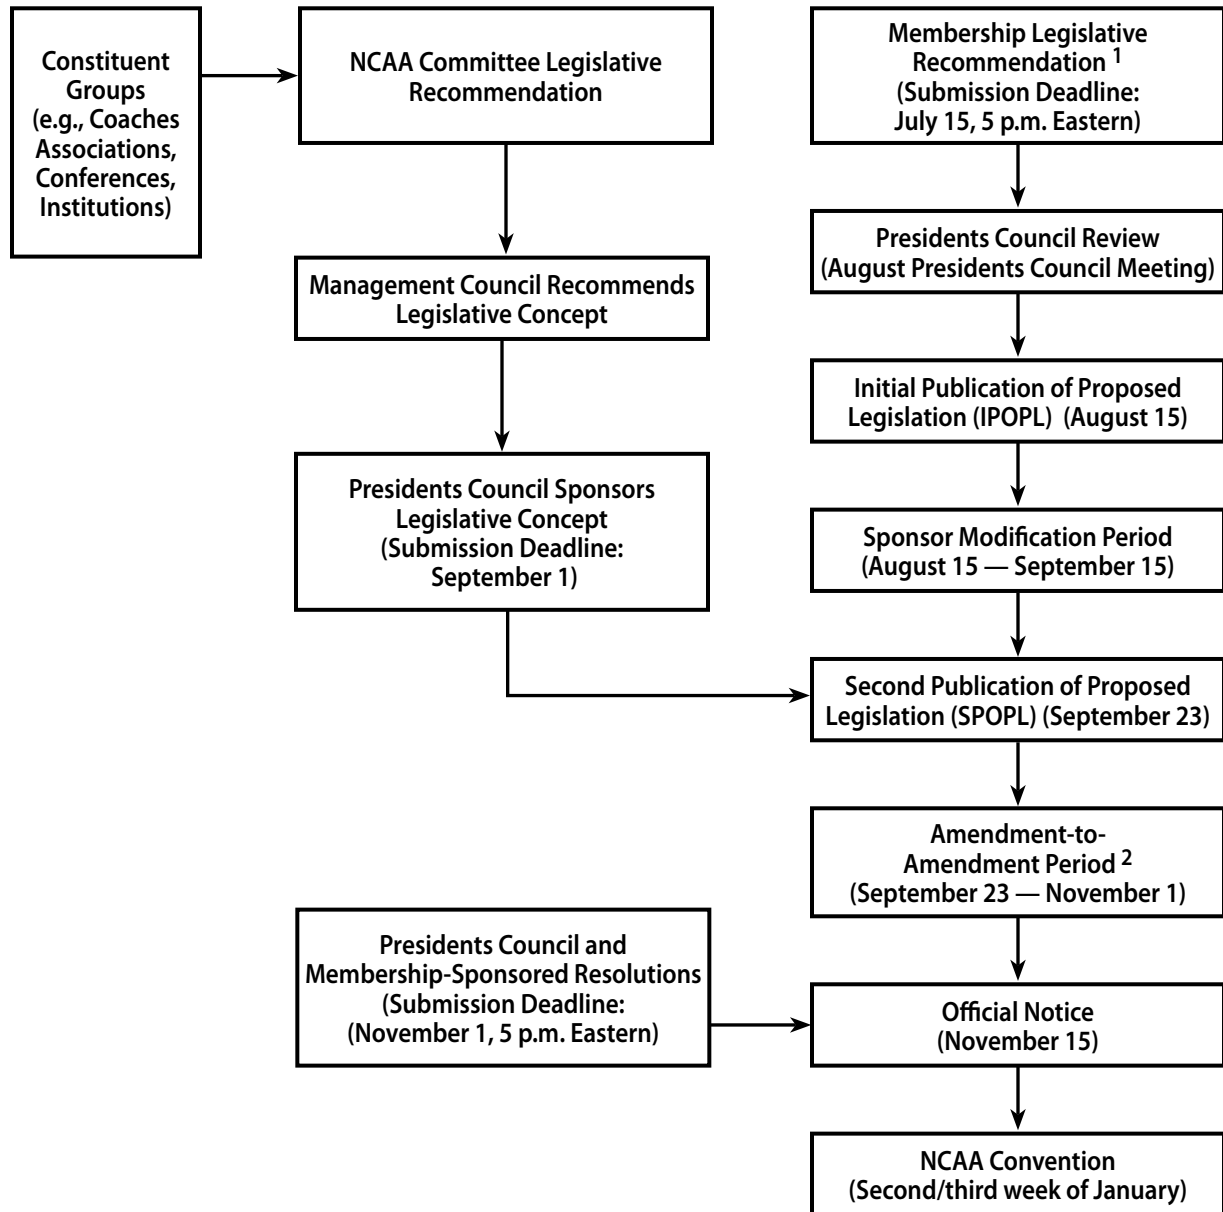 Constituent
Groups
(e.g., Coaches
Associations,
Conferences,
Institutions)
NCAA Committee Legislative
Recommendation
Management Council Recommends
Legislative Concept
Presidents Council Sponsors
Legislative Concept
(Submission Deadline:
September 1)
Membership Legislative
Recommendation 1
(Submission Deadline:
July 15, 5 p.m. Eastern)
Presidents Council Review
(August Presidents Council Meeting)
Initial Publication of Proposed
Legislation (IPOPL) (August 15)
Sponsor Modification Period
(August 15 — September 15)
Second Publication of Proposed
Legislation (SPOPL) (September 23)
Amendment-to-
Amendment Period 2
(September 23 — November 1)
Presidents Council and
Membership-Sponsored Resolutions
(Submission Deadline:
(November 1, 5 p.m. Eastern)
Official Notice
(November 15)
NCAA Convention
(Second/third week of January)